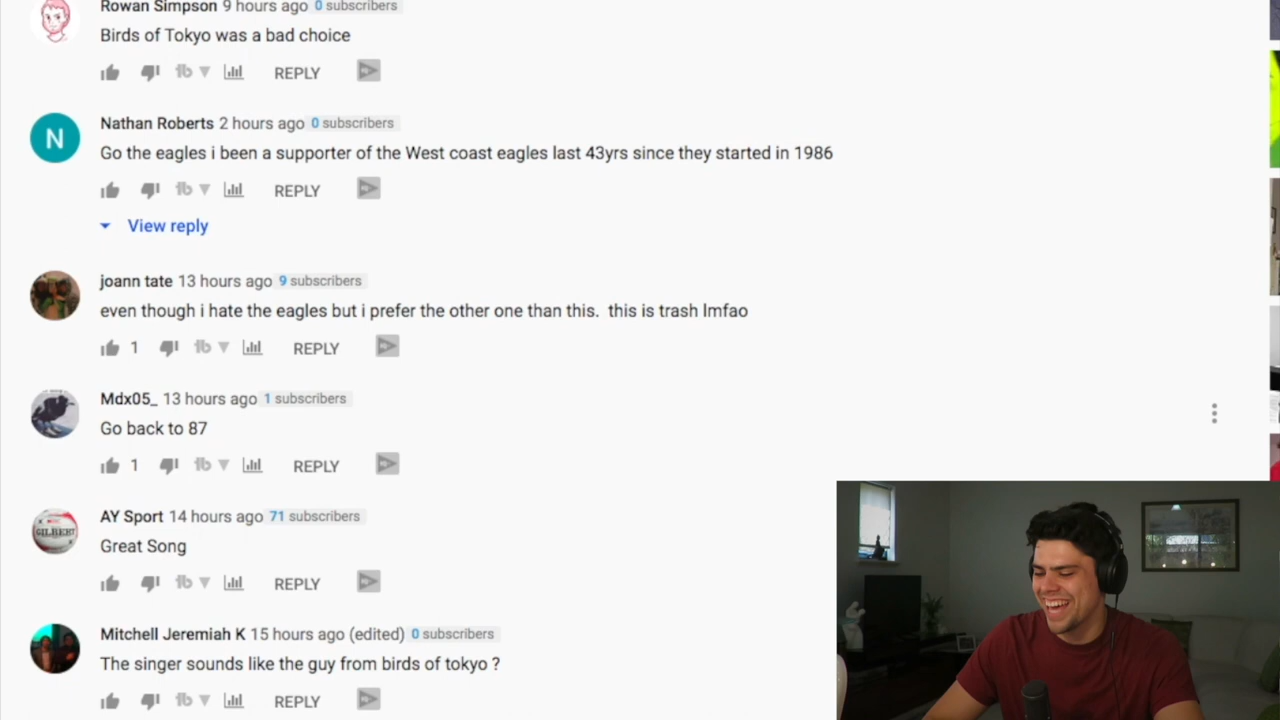 Rowan Simpson 9 hours ago 0 subscribers
Birds of Tokyo was a bad choice
REPLY
N
Nathan Roberts 2 hours ago 0 subscribers
Go the eagles i been a supporter of the West coast eagles last 43yrs since they started in 1986
REPLY
View reply
joann tate 13 hours ago 9 subscribers
even though i hate the eagles but i prefer the other one than this. this is trash lmfao
1 REPLY
Mdx05_ 13 hours ago 1 subscribers
Go back to 87
1 REPLY
GILBERT
AY Sport 14 hours ago 71 subscribers
Great Song
REPLY
Mitchell Jeremiah K 15 hours ago (edited) 0 subscribers
The singer sounds like the guy from birds of tokyo ?
REPLY